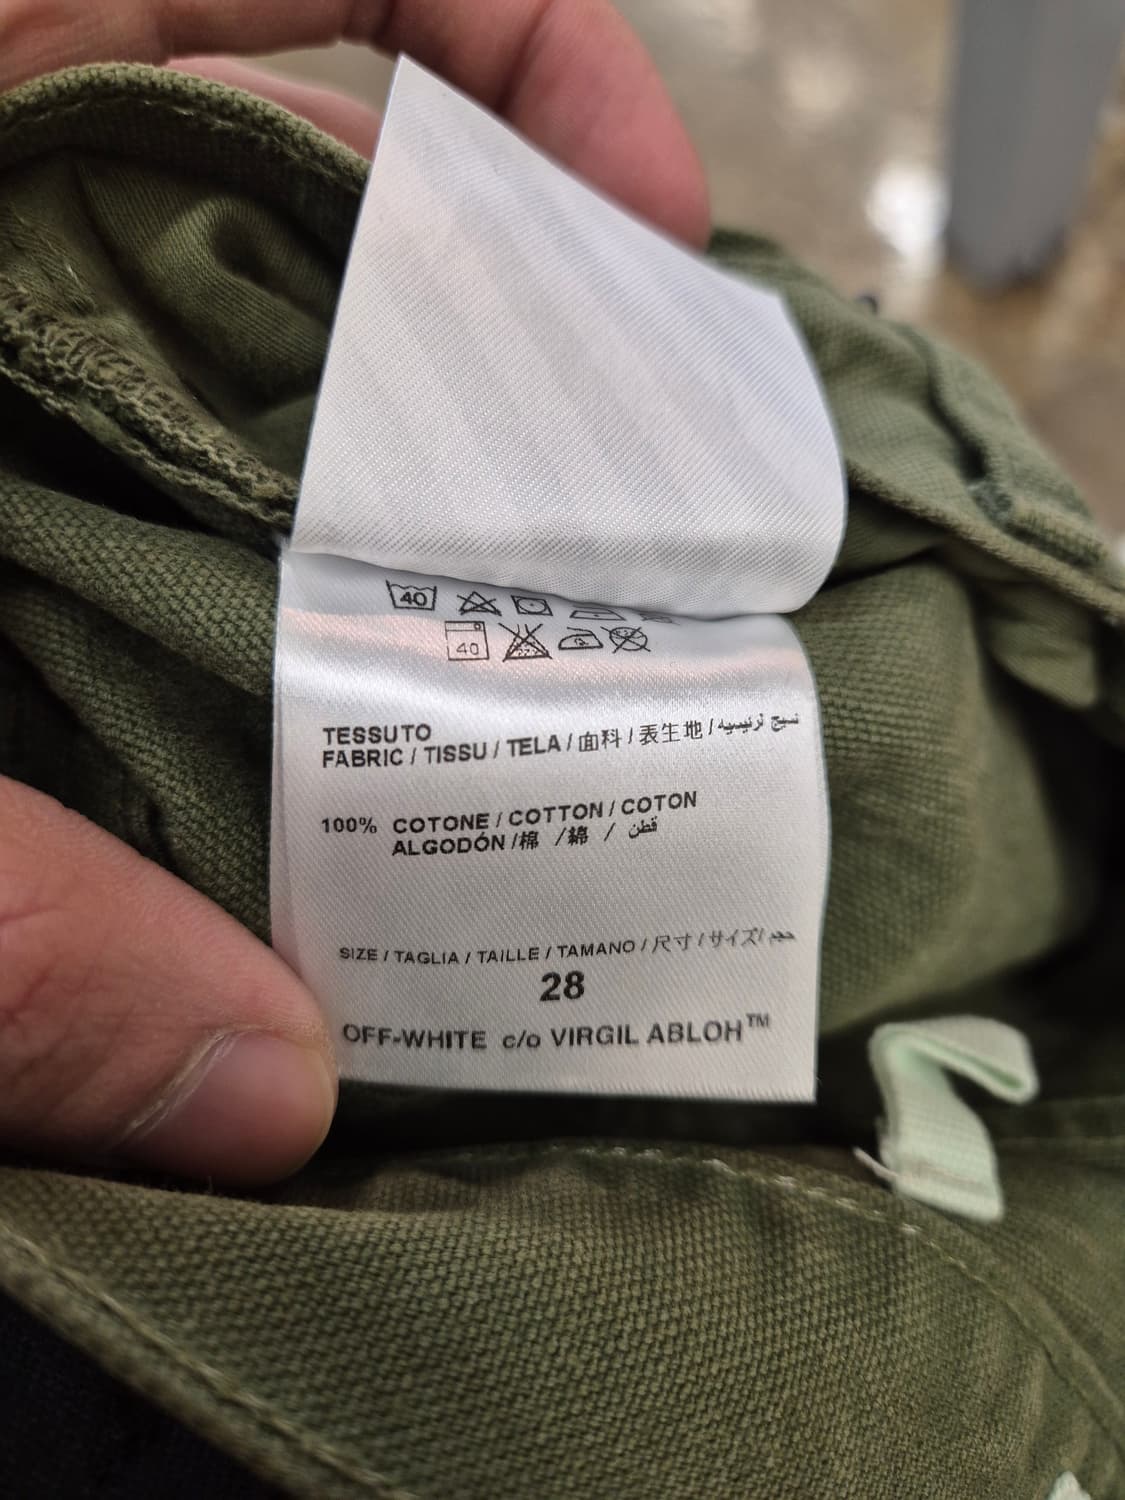 40
40
TESSUTO
FABRIC / TISSU / TELA / 面料 / 表生地 / نسيج لرئيسيه
100% COTONE / COTTON / COTON
ALGODÓN /棉 /綿 / قطن
SIZE / TAGLIA / TAILLE / TAMANO / 尺寸 / サイズ/ حجم
28
OFF-WHITE c/o VIRGIL ABLOH™